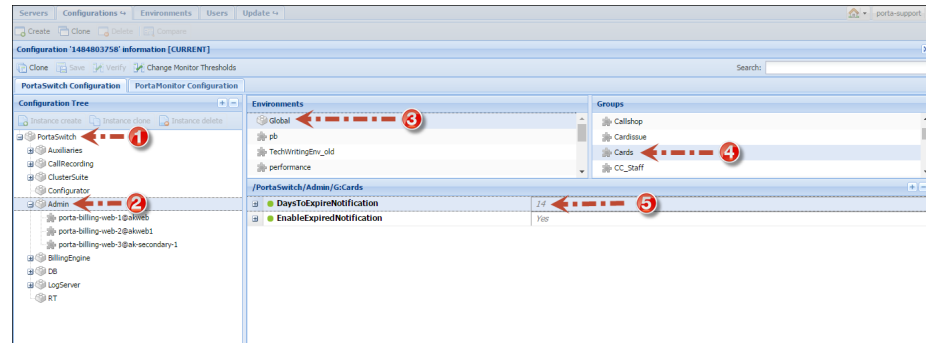 Servers Configurations Environments Users Update
porta-support
Create Clone Delete Compare
Configuration '1484803758' information [CURRENT]
Clone Save Verify Change Monitor Thresholds Search:
PortaSwitch Configuration PortaMonitor Configuration
Configuration Tree
Instance create Instance clone Instance delete
PortaSwitch 1
Auxiliaries
CallRecording
ClusterSuite
Configurator
Admin 2
porta-billing-web-1@akweb
porta-billing-web-2@akweb1
porta-billing-web-3@ak-secondary-1
BillingEngine
DB
LogServer
RT
Environments
Global 3
pb
TechWritingEnv_old
performance
Groups
Callshop
Cardissue
Cards 4
CC_Staff
/PortaSwitch/Admin/G:Cards
DaysToExpireNotification 14 5
EnableExpiredNotification Yes